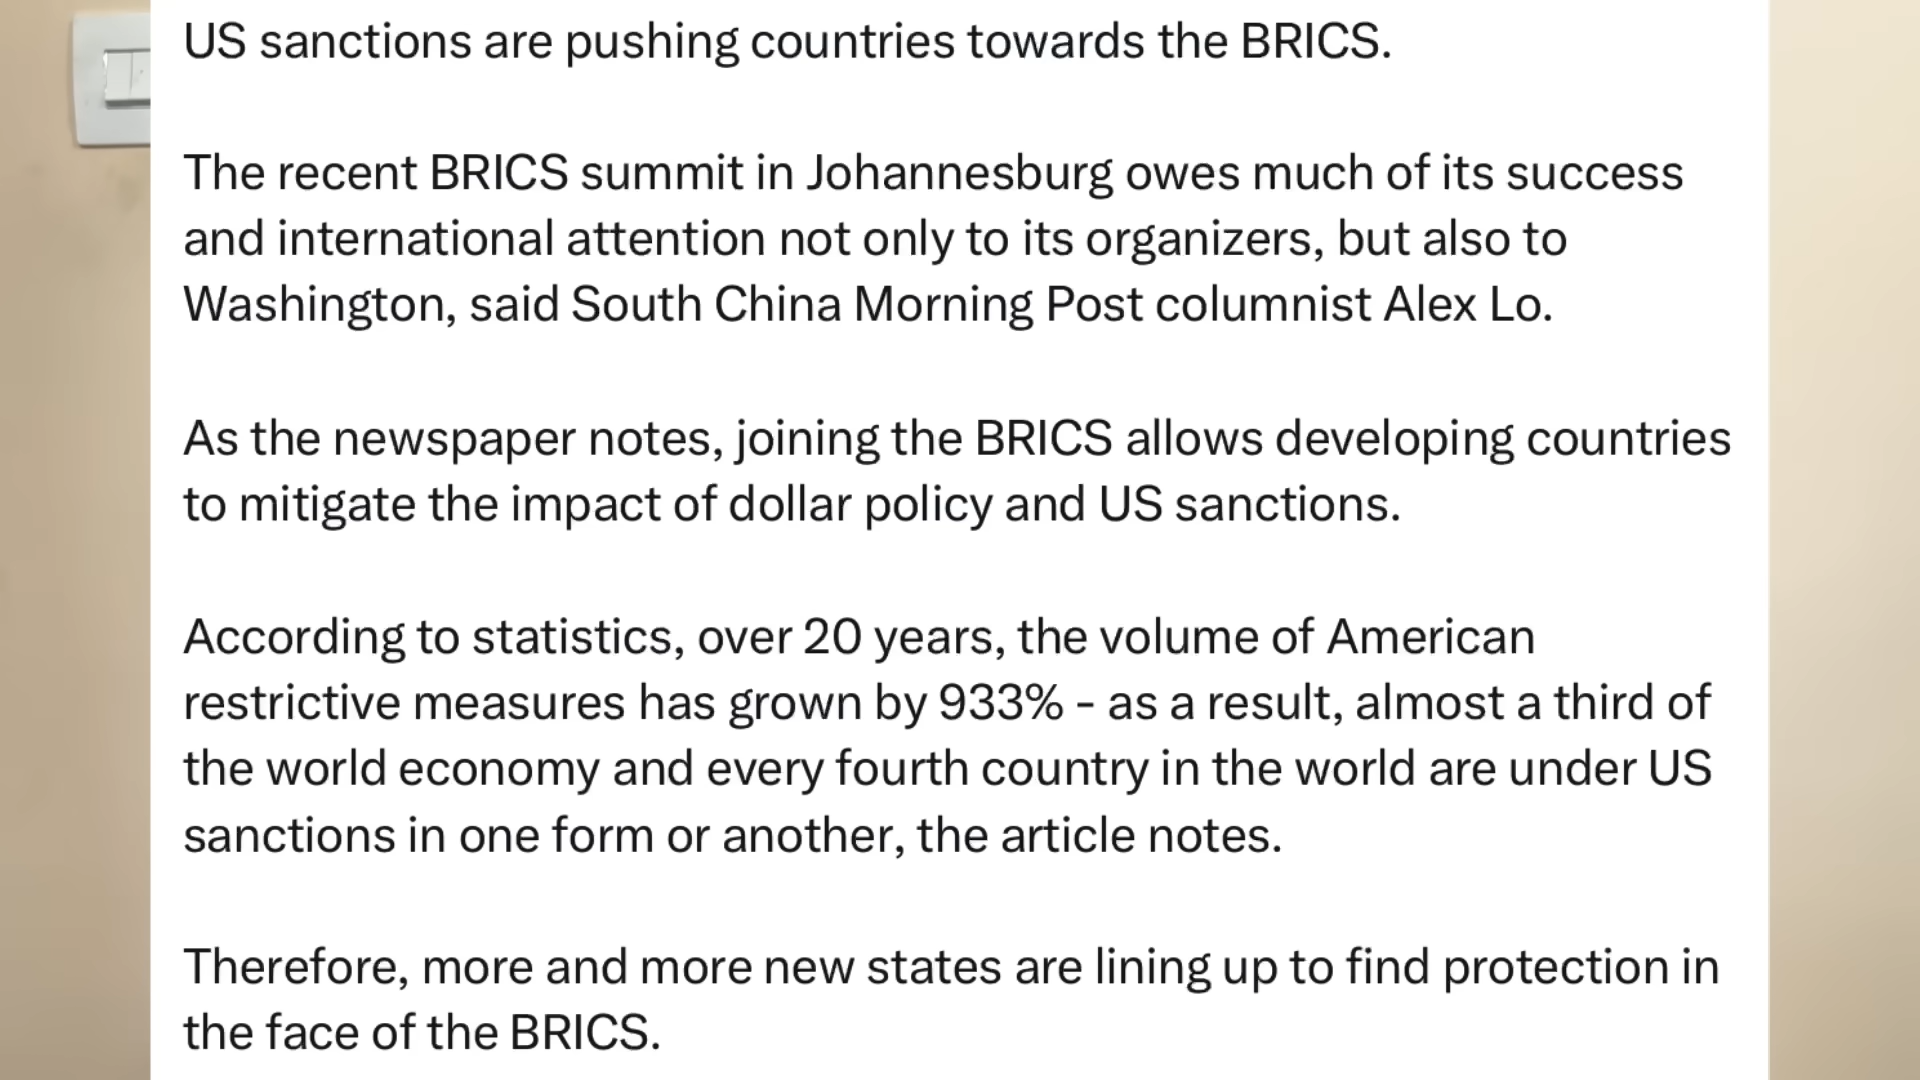 US sanctions are pushing countries towards the BRICS.
The recent BRICS summit in Johannesburg owes much of its success
and international attention not only to its organizers, but also to
Washington, said South China Morning Post columnist Alex Lo.
As the newspaper notes, joining the BRICS allows developing countries
to mitigate the impact of dollar policy and US sanctions.
According to statistics, over 20 years, the volume of American
restrictive measures has grown by 933% - as a result, almost a third of
the world economy and every fourth country in the world are under US
sanctions in one form or another, the article notes.
Therefore, more and more new states are lining up to find protection in
the face of the BRICS.